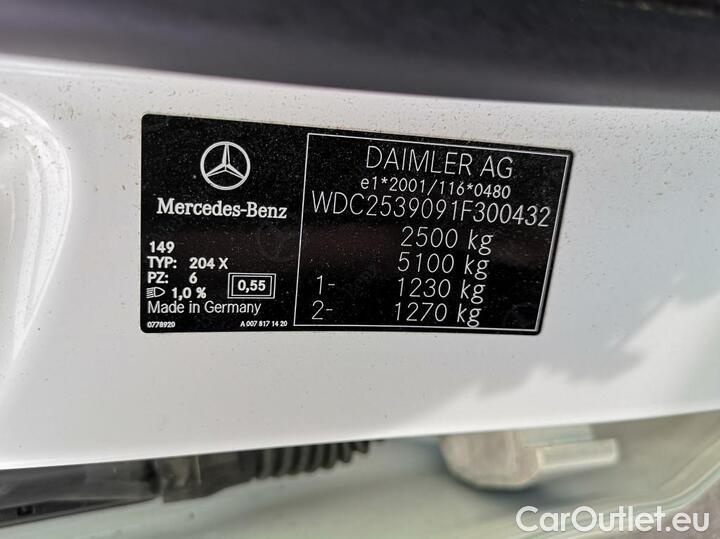 Mercedes-Benz
149
TYP: 204 X
PZ: 6
1,0 % 0,55
Made in Germany
0778920 A 007 817 14 20
DAIMLER AG
e1*2001/116*0480
WDC2539091F300432
2500 kg
5100 kg
1- 1230 kg
2- 1270 kg
CarOutlet.eu